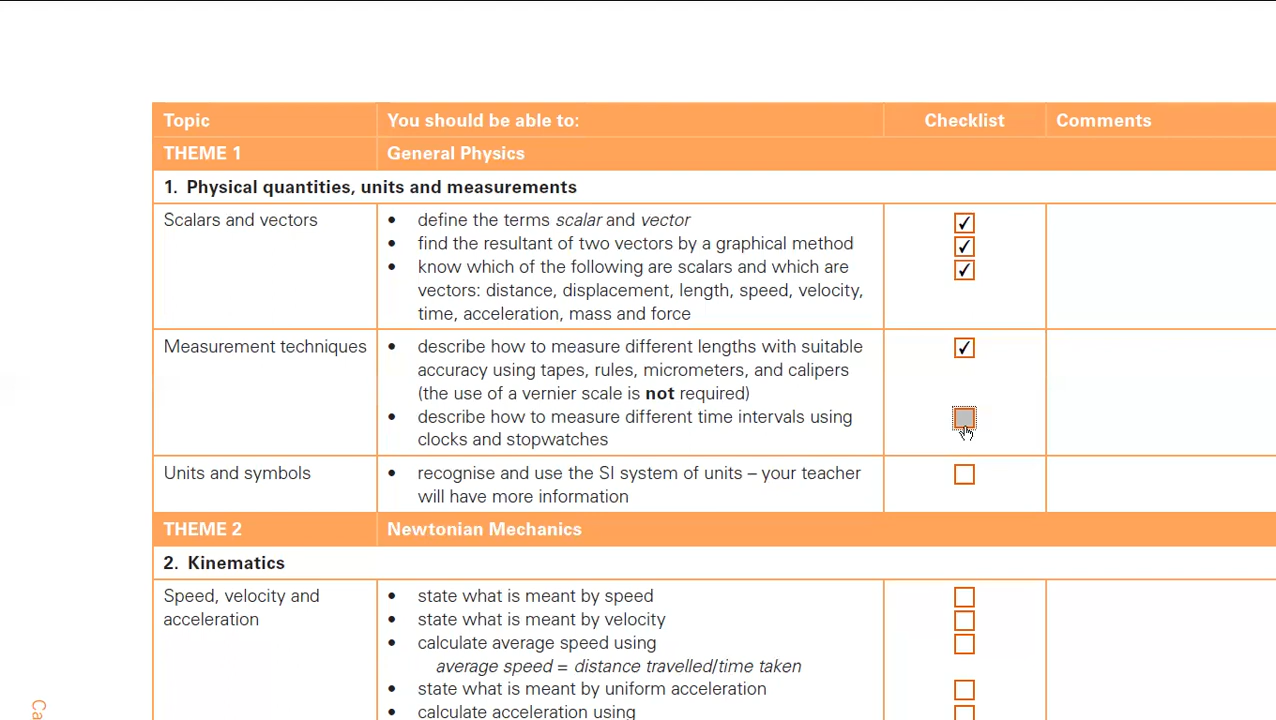 Topic You should be able to: Checklist Comments
THEME 1 General Physics
1. Physical quantities, units and measurements
Scalars and vectors • define the terms scalar and vector
• find the resultant of two vectors by a graphical method
• know which of the following are scalars and which are
vectors: distance, displacement, length, speed, velocity,
time, acceleration, mass and force
Measurement techniques • describe how to measure different lengths with suitable
accuracy using tapes, rules, micrometers, and calipers
(the use of a vernier scale is not required)
• describe how to measure different time intervals using
clocks and stopwatches
Units and symbols • recognise and use the SI system of units – your teacher
will have more information
THEME 2 Newtonian Mechanics
2. Kinematics
Speed, velocity and • state what is meant by speed
acceleration • state what is meant by velocity
• calculate average speed using
average speed = distance travelled/time taken
• state what is meant by uniform acceleration
• calculate acceleration using
Ca